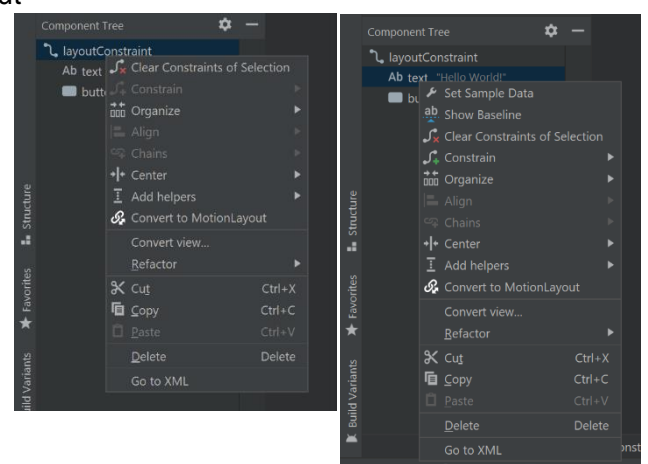 Component Tree
layoutConstraint
Ab text
butt
Clear Constraints of Selection
Constrain
Organize
Align
Chains
Center
Add helpers
Convert to MotionLayout
Convert view...
Refactor
Cut Ctrl+X
Copy Ctrl+C
Paste Ctrl+V
Delete Delete
Go to XML
Structure
Favorites
ild Variants
Component Tree
layoutConstraint
Ab text "Hello World!"
bu
Set Sample Data
ab Show Baseline
Clear Constraints of Selection
Constrain
Organize
Align
Chains
Center
Add helpers
Convert to MotionLayout
Convert view...
Refactor
Cut Ctrl+X
Copy Ctrl+C
Paste Ctrl+V
Delete Delete
Go to XML
Structure
Favorites
Build Variants
onst